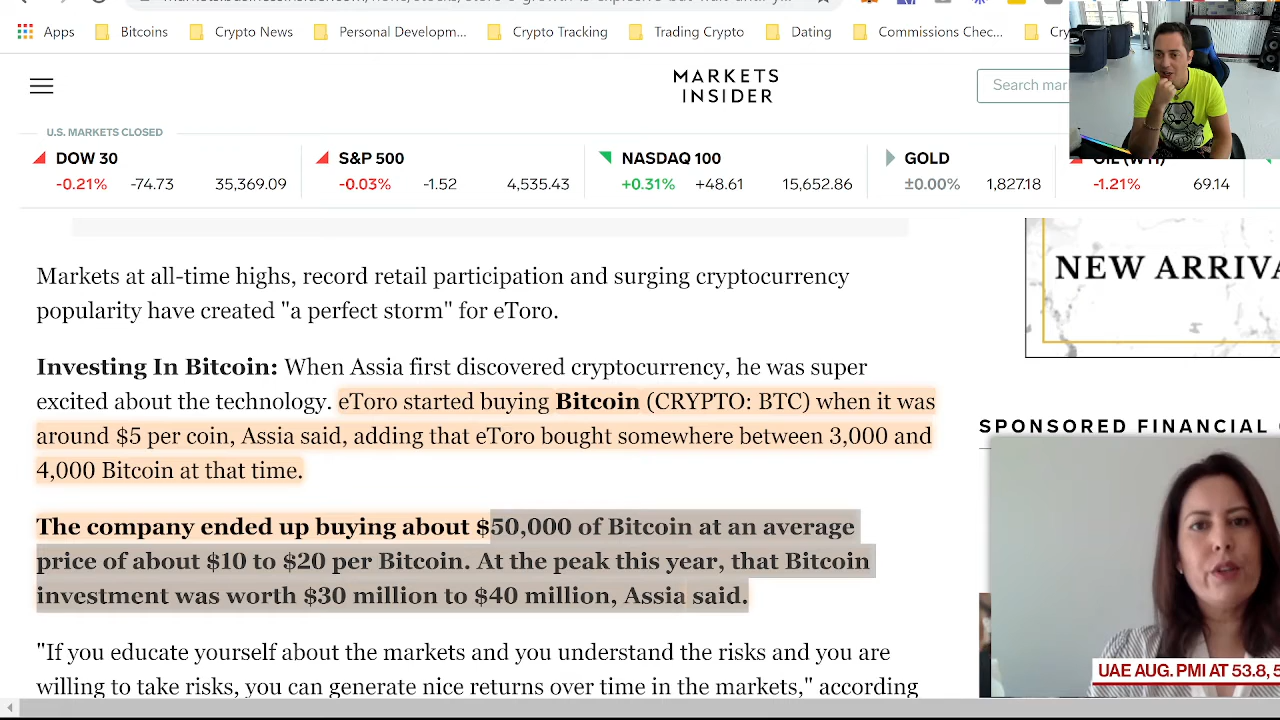 Apps
Bitcoins
Crypto News
Personal Developm...
Crypto Tracking
Trading Crypto
Dating
Commissions Chec...
MARKETS
INSIDER
Search mar
U.S. MARKETS CLOSED
DOW 30
-0.21% -74.73 35,369.09
S&P 500
-0.03% -1.52 4,535.43
NASDAQ 100
+0.31% +48.61 15,652.86
GOLD
±0.00% 1,827.18
OIL (WTI)
-1.21% 69.14
Markets at all-time highs, record retail participation and surging cryptocurrency
popularity have created "a perfect storm" for eToro.
Investing In Bitcoin: When Assia first discovered cryptocurrency, he was super
excited about the technology. eToro started buying Bitcoin (CRYPTO: BTC) when it was
around $5 per coin, Assia said, adding that eToro bought somewhere between 3,000 and
4,000 Bitcoin at that time.
The company ended up buying about $50,000 of Bitcoin at an average
price of about $10 to $20 per Bitcoin. At the peak this year, that Bitcoin
investment was worth $30 million to $40 million, Assia said.
"If you educate yourself about the markets and you understand the risks and you are
willing to take risks, you can generate nice returns over time in the markets," according
NEW ARRIVA
SPONSORED FINANCIAL
UAE AUG. PMI AT 53.8, 5